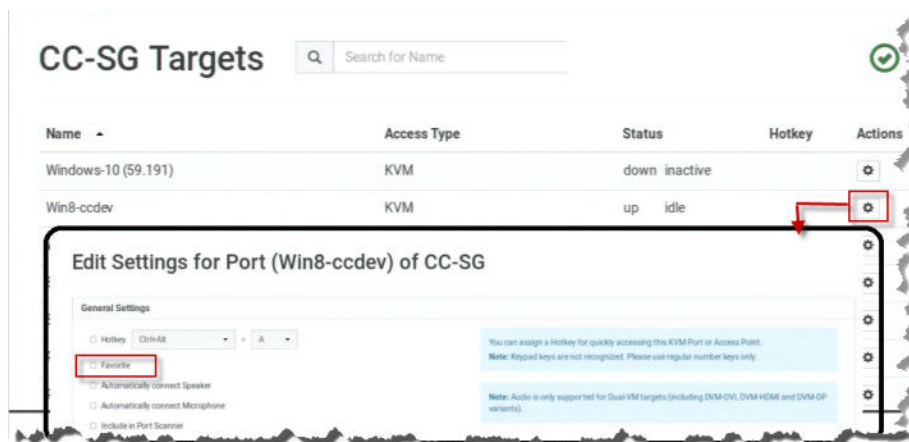 CC-SG Targets
Search for Name
Name Access Type Status Hotkey Actions
Windows-10 (59.191) KVM down inactive
Win8-ccdev KVM up idle
Edit Settings for Port (Win8-ccdev) of CC-SG
General Settings
Hotkey Ctrl+Alt + A
You can assign a Hotkey for quickly accessing this KVM Port or Access Point.
Note: Keypad keys are not recognized. Please use regular number keys only.
Favorite
Automatically connect Speaker
Automatically connect Microphone
Note: Audio is only supported for Dual-VM targets (including DVM-DVI, DVM-HDMI and DVM-DP
variants).
Include in Port Scanner